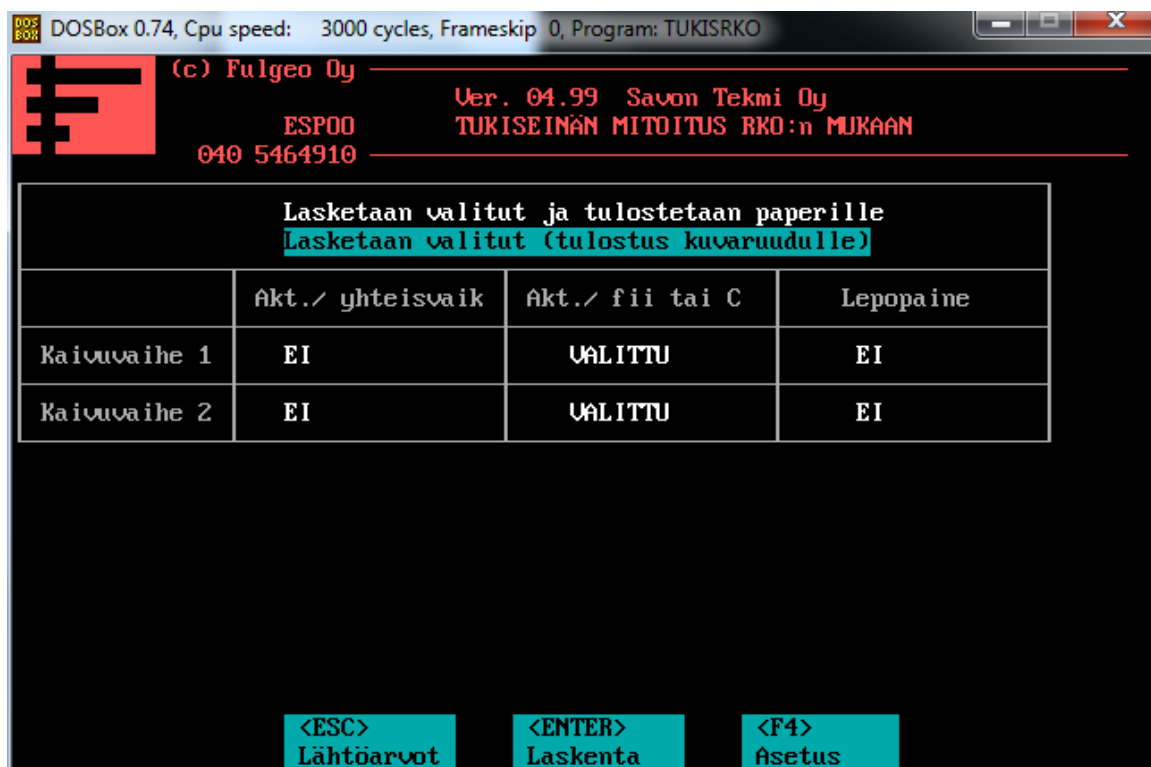 DOS BOX DOSBox 0.74, Cpu speed: 3000 cycles, Frameskip 0, Program: TUKISRKO
(c) Fulgeo Oy
Ver. 04.99 Savon Tekmi Oy
ESPOO TUKISEINÄN MITOITUS RKO:n MUKAAN
040 5464910
Lasketaan valitut ja tulostetaan paperille
Lasketaan valitut (tulostus kuvaruudulle)
Akt./ yhteisvaik Akt./ fii tai C Lepopaine
Kaivuvaihe 1 EI VALITTU EI
Kaivuvaihe 2 EI VALITTU EI
<ESC> <ENTER> <F4>
Lähtöarvot Laskenta Asetus